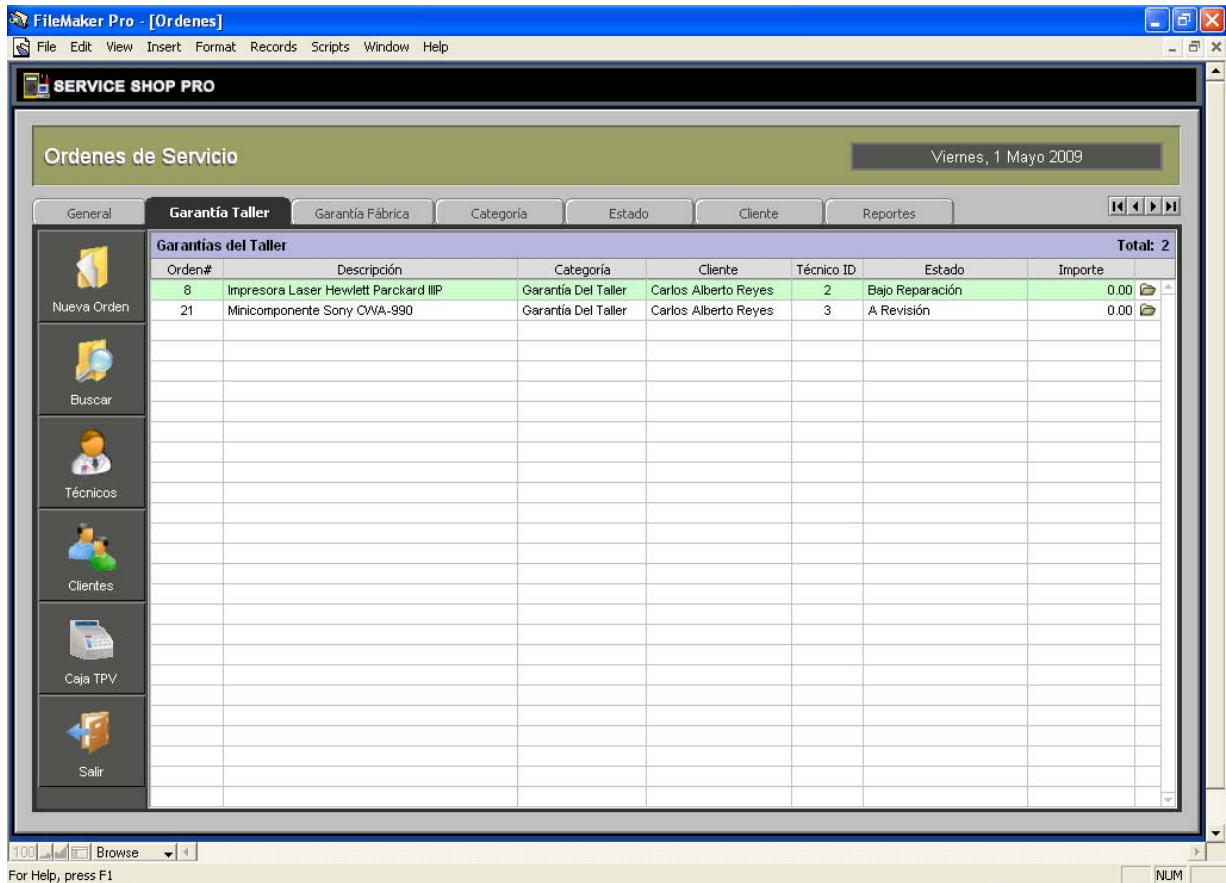 FileMaker Pro - [Ordenes]
File Edit View Insert Format Records Scripts Window Help
SERVICE SHOP PRO
Ordenes de Servicio
Viernes, 1 Mayo 2009
General Garantía Taller Garantía Fábrica Categoría Estado Cliente Reportes
Garantías del Taller Total: 2
Orden# Descripción Categoría Cliente Técnico ID Estado Importe
8 Impresora Laser Hewlett Parckard IIIP Garantía Del Taller Carlos Alberto Reyes 2 Bajo Reparación 0.00
21 Minicomponente Sony CWA-990 Garantía Del Taller Carlos Alberto Reyes 3 A Revisión 0.00
Nueva Orden
Buscar
Técnicos
Clientes
Caja TPV
Salir
100 Browse
For Help, press F1 NUM